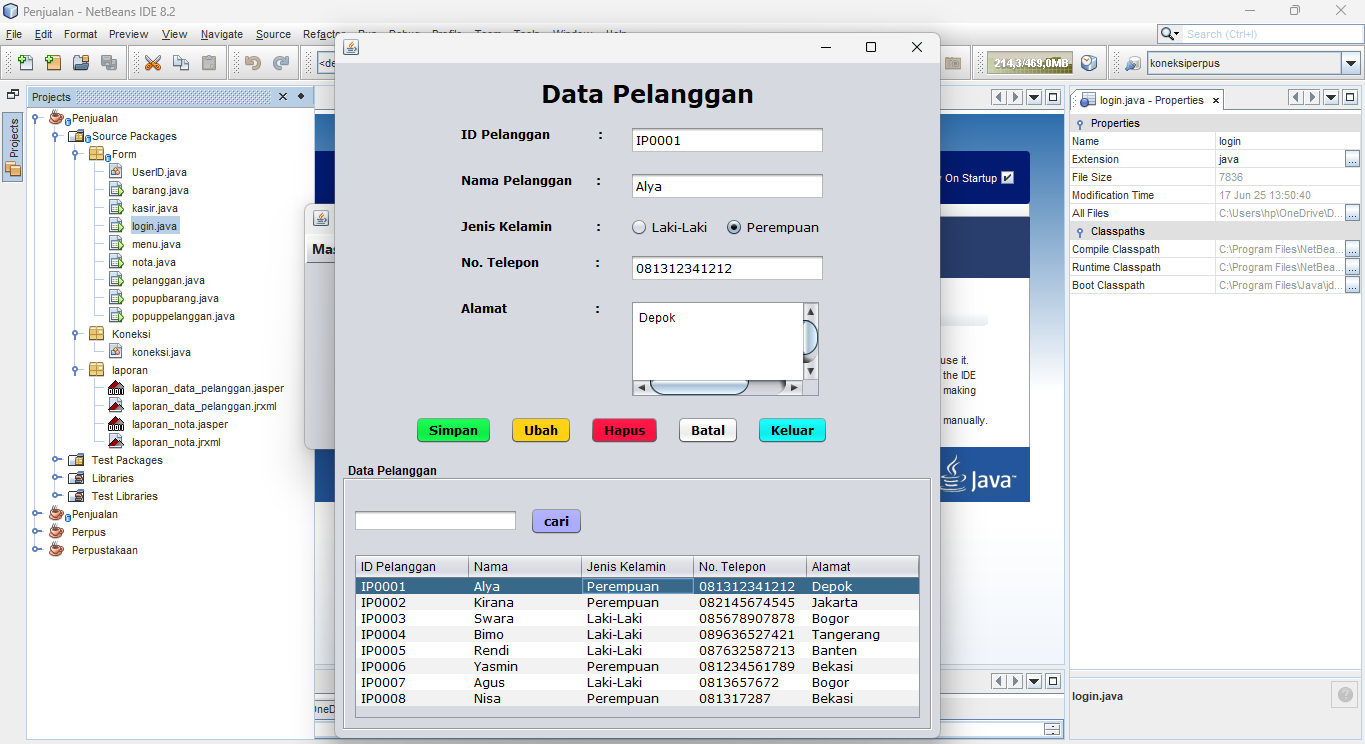 Penjualan - NetBeans IDE 8.2
File Edit Format Preview View Navigate Source
Search (Ctrl+I)
214,3/469,0MB
koneksiperpus
Projects
Projects
Penjualan
Source Packages
Form
UserID.java
barang.java
kasir.java
login.java
menu.java
nota.java
pelanggan.java
popupbarang.java
popuppelanggan.java
Koneksi
koneksi.java
laporan
laporan_data_pelanggan.jasper
laporan_data_pelanggan.jrxml
laporan_nota.jasper
laporan_nota.jrxml
Test Packages
Libraries
Test Libraries
Penjualan
Perpus
Perpustakaan
Data Pelanggan
ID Pelanggan : IP0001
Nama Pelanggan : Alya
Jenis Kelamin : Laki-Laki Perempuan
No. Telepon : 081312341212
Alamat : Depok
Simpan Ubah Hapus Batal Keluar
Data Pelanggan
cari
ID Pelanggan Nama Jenis Kelamin No. Telepon Alamat
IP0001 Alya Perempuan 081312341212 Depok
IP0002 Kirana Perempuan 082145674545 Jakarta
IP0003 Swara Laki-Laki 085678907878 Bogor
IP0004 Bimo Laki-Laki 089636527421 Tangerang
IP0005 Rendi Laki-Laki 087632587213 Banten
IP0006 Yasmin Perempuan 081234561789 Bekasi
IP0007 Agus Laki-Laki 0813657672 Bogor
IP0008 Nisa Perempuan 081317287 Bekasi
On Startup
use it.
the IDE
making
manually.
Java
login.java - Properties
Properties
Name login
Extension java
File Size 7836
Modification Time 17 Jun 25 13:50:40
All Files C:\Users\hp\OneDrive\D...
Classpaths
Compile Classpath C:\Program Files\NetBea...
Runtime Classpath C:\Program Files\NetBea...
Boot Classpath C:\Program Files\Java\jd...
login.java